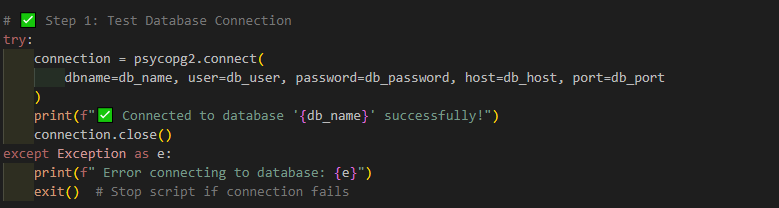 # ✅ Step 1: Test Database Connection
try:
    connection = psycopg2.connect(
        dbname=db_name, user=db_user, password=db_password, host=db_host, port=db_port
    )
    print(f"✅ Connected to database '{db_name}' successfully!")
    connection.close()
except Exception as e:
    print(f" Error connecting to database: {e}")
    exit()  # Stop script if connection fails